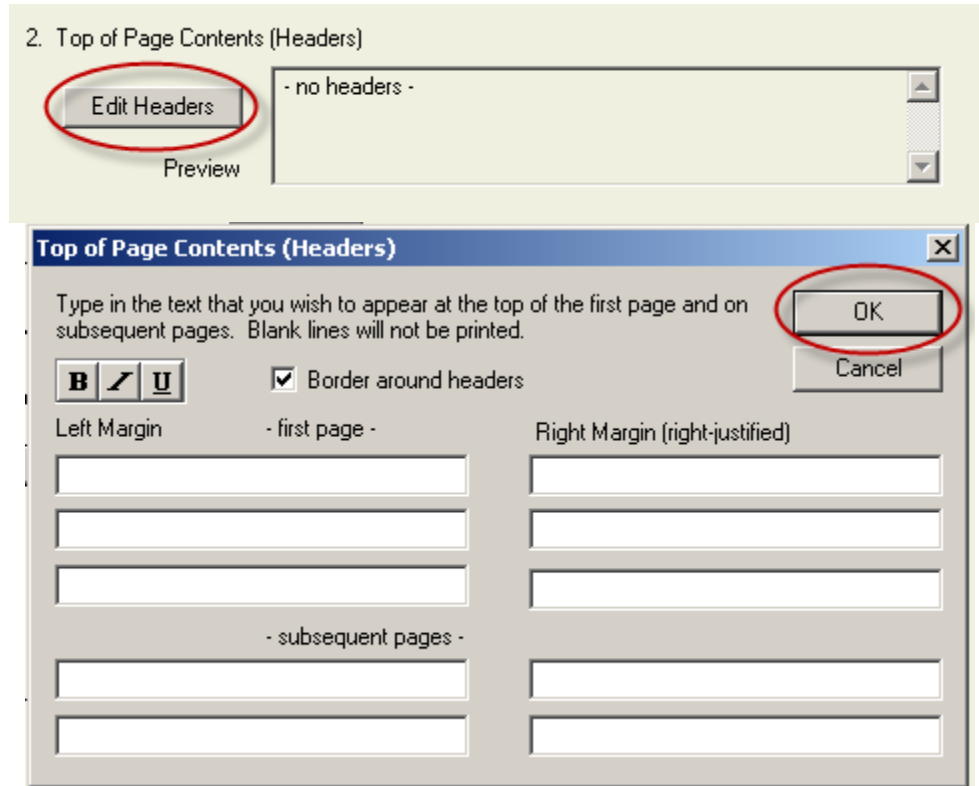 2. Top of Page Contents (Headers)
Edit Headers
- no headers -
Preview
Top of Page Contents (Headers)
Type in the text that you wish to appear at the top of the first page and on
subsequent pages. Blank lines will not be printed.
OK
Cancel
B I U
Border around headers
Left Margin - first page - Right Margin (right-justified)
- subsequent pages -